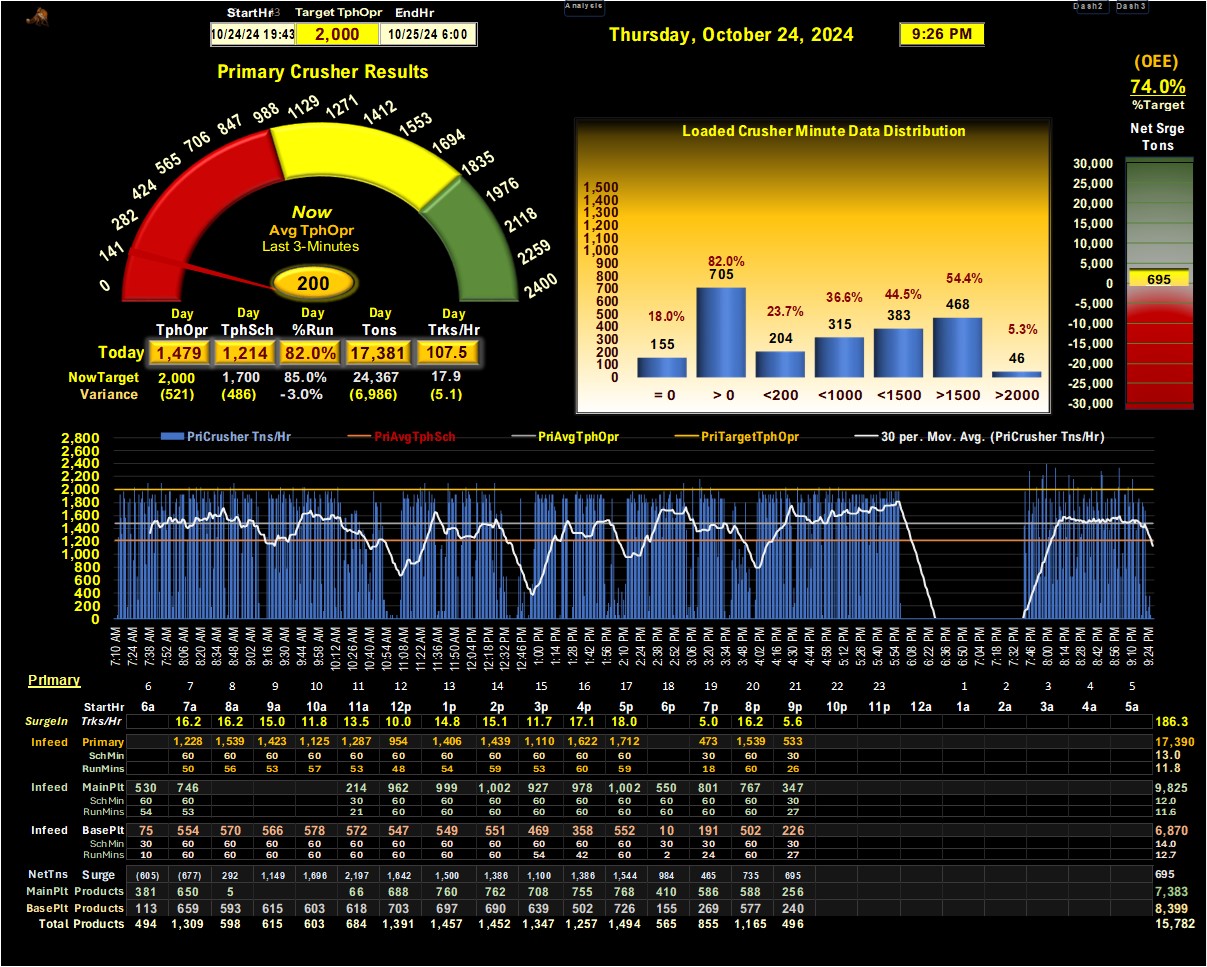 Analysis
Dash2 Dash3
StartHr 13 Target TphOpr EndHr
10/24/24 19:43 2,000 10/25/24 6:00
Thursday, October 24, 2024 9:26 PM
Primary Crusher Results
0 141 282 424 565 706 847 988 1129 1271 1412 1553 1694 1835 1976 2118 2259 2400
Now
Avg TphOpr
Last 3-Minutes
200
Day Day Day Day Day
TphOpr TphSch %Run Tons Trks/Hr
Today 1,479 1,214 82.0% 17,381 107.5
NowTarget 2,000 1,700 85.0% 24,367 17.9
Variance (521) (486) -3.0% (6,986) (5.1)
Loaded Crusher Minute Data Distribution
1,500
1,400
1,300
1,200
1,100
1,000
900
800
700
600
500
400
300
200
100
0
18.0% 82.0% 23.7% 36.6% 44.5% 54.4% 5.3%
155 705 204 315 383 468 46
= 0 > 0 <200 <1000 <1500 >1500 >2000
(OEE)
74.0%
%Target
Net Srge
Tons
30,000
25,000
20,000
15,000
10,000
5,000
0
-5,000
-10,000
-15,000
-20,000
-25,000
-30,000
695
PriCrusher Tns/Hr PriAvgTphSch PriAvgTphOpr PriTargetTphOpr 30 per. Mov. Avg. (PriCrusher Tns/Hr)
2,800
2,600
2,400
2,200
2,000
1,800
1,600
1,400
1,200
1,000
800
600
400
200
0
7:10 AM 7:24 AM 7:38 AM 7:52 AM 8:06 AM 8:20 AM 8:34 AM 8:48 AM 9:02 AM 9:16 AM 9:30 AM 9:44 AM 9:58 AM 10:12 AM 10:26 AM 10:40 AM 10:54 AM 11:08 AM 11:22 AM 11:36 AM 11:50 AM 12:04 PM 12:18 PM 12:32 PM 12:46 PM 1:00 PM 1:14 PM 1:28 PM 1:42 PM 1:56 PM 2:10 PM 2:24 PM 2:38 PM 2:52 PM 3:06 PM 3:20 PM 3:34 PM 3:48 PM 4:02 PM 4:16 PM 4:30 PM 4:44 PM 4:58 PM 5:12 PM 5:26 PM 5:40 PM 5:54 PM 6:08 PM 6:22 PM 6:36 PM 6:50 PM 7:04 PM 7:18 PM 7:32 PM 7:46 PM 8:00 PM 8:14 PM 8:28 PM 8:42 PM 8:56 PM 9:10 PM 9:24 PM
Primary 6 7 8 9 10 11 12 13 14 15 16 17 18 19 20 21 22 23 1 2 3 4 5
StartHr 6a 7a 8a 9a 10a 11a 12p 1p 2p 3p 4p 5p 6p 7p 8p 9p 10p 11p 12a 1a 2a 3a 4a 5a
SurgeIn Trks/Hr 16.2 16.2 15.0 11.8 13.5 10.0 14.8 15.1 11.7 17.1 18.0 5.0 16.2 5.6 186.3
Infeed Primary 1,228 1,539 1,423 1,125 1,287 954 1,406 1,439 1,110 1,622 1,712 473 1,539 533 17,390
SchMin 60 60 60 60 60 60 60 60 60 60 60 30 60 30 13.0
RunMins 50 56 53 57 53 48 54 59 53 60 59 18 60 26 11.8
Infeed MainPlt 530 746 214 962 999 1,002 927 978 1,002 550 801 767 347 9,825
SchMin 60 60 30 60 60 60 60 60 60 60 60 60 30 12.0
RunMins 54 53 21 60 60 60 60 60 60 60 60 60 27 11.6
Infeed BasePlt 75 554 570 566 578 572 547 549 551 469 358 552 10 191 502 226 6,870
SchMin 30 60 60 60 60 60 60 60 60 60 60 60 30 30 60 30 14.0
RunMins 10 60 60 60 60 60 60 60 60 54 42 60 2 24 60 27 12.7
NetTns Surge (605) (677) 292 1,149 1,696 2,197 1,642 1,500 1,386 1,100 1,386 1,544 984 465 735 695 695
MainPlt Products 381 650 5 66 688 760 762 708 755 768 410 586 588 256 7,383
BasePlt Products 113 659 593 615 603 618 703 697 690 639 502 726 155 269 577 240 8,399
Total Products 494 1,309 598 615 603 684 1,391 1,457 1,452 1,347 1,257 1,494 565 855 1,165 496 15,782